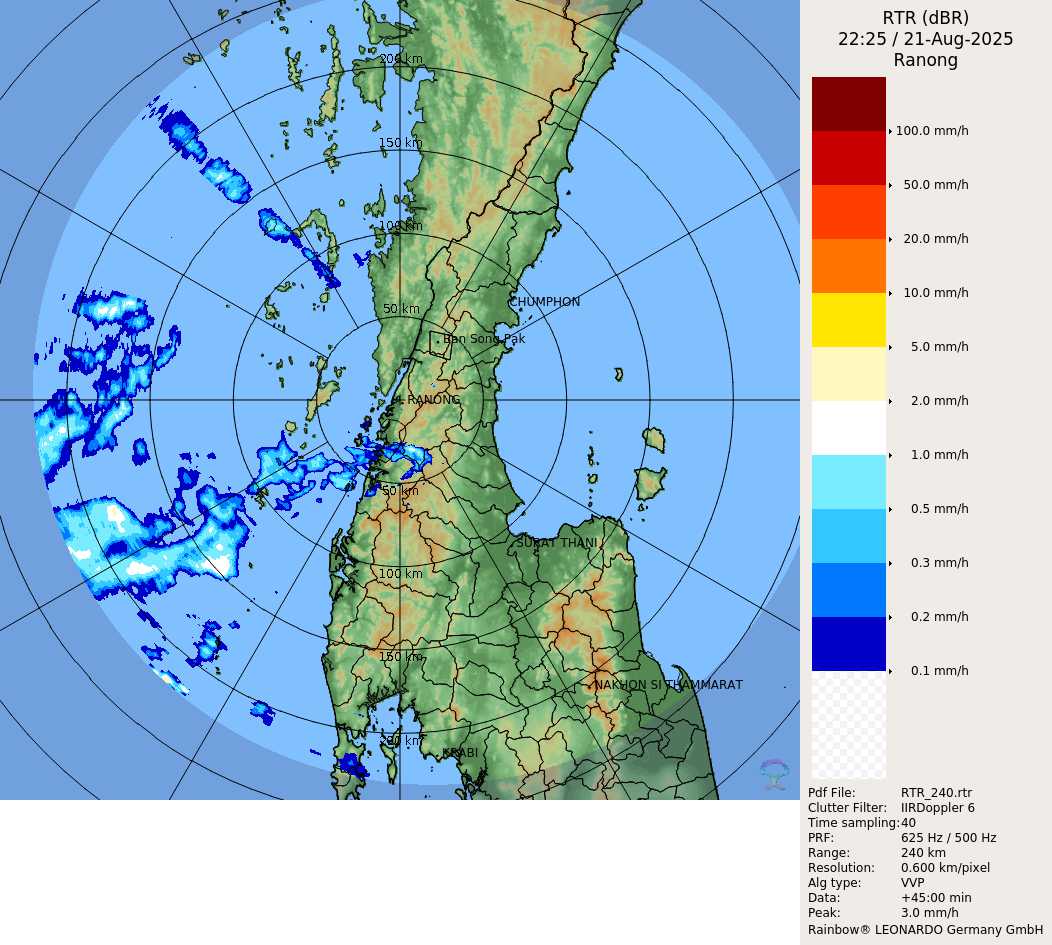 RTR (dBR)
22:25 / 21-Aug-2025
Ranong
200 km
150 km
100 km
50 km
CHUMPHON
Ban Song Pak
RANONG
50 km
SURAT THANI
100 km
150 km
NAKHON SI THAMMARAT
200 km
KRABI
100.0 mm/h
50.0 mm/h
20.0 mm/h
10.0 mm/h
5.0 mm/h
2.0 mm/h
1.0 mm/h
0.5 mm/h
0.3 mm/h
0.2 mm/h
0.1 mm/h
Pdf File: RTR_240.rtr
Clutter Filter: IIRDoppler 6
Time sampling:40
PRF: 625 Hz / 500 Hz
Range: 240 km
Resolution: 0.600 km/pixel
Alg type: VVP
Data: +45:00 min
Peak: 3.0 mm/h
Rainbow® LEONARDO Germany GmbH